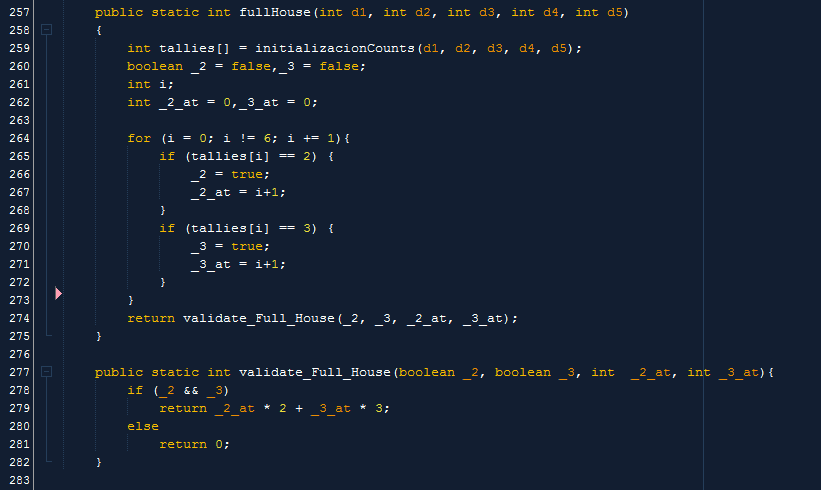 257 public static int fullHouse(int d1, int d2, int d3, int d4, int d5)
258 {
259 int tallies[] = initializacionCounts(d1, d2, d3, d4, d5);
260 boolean _2 = false,_3 = false;
261 int i;
262 int _2_at = 0,_3_at = 0;
263
264 for (i = 0; i != 6; i += 1){
265 if (tallies[i] == 2) {
266 _2 = true;
267 _2_at = i+1;
268 }
269 if (tallies[i] == 3) {
270 _3 = true;
271 _3_at = i+1;
272 }
273 }
274 return validate_Full_House(_2, _3, _2_at, _3_at);
275 }
276
277 public static int validate_Full_House(boolean _2, boolean _3, int  _2_at, int _3_at){
278 if (_2 && _3)
279 return _2_at * 2 + _3_at * 3;
280 else
281 return 0;
282 }
283